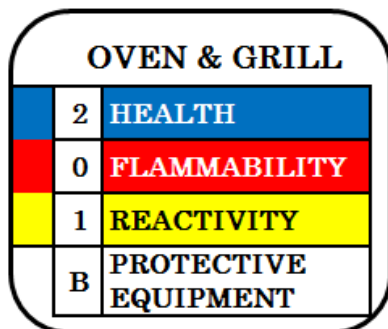 OVEN & GRILL
2 HEALTH
0 FLAMMABILITY
1 REACTIVITY
B PROTECTIVE
EQUIPMENT